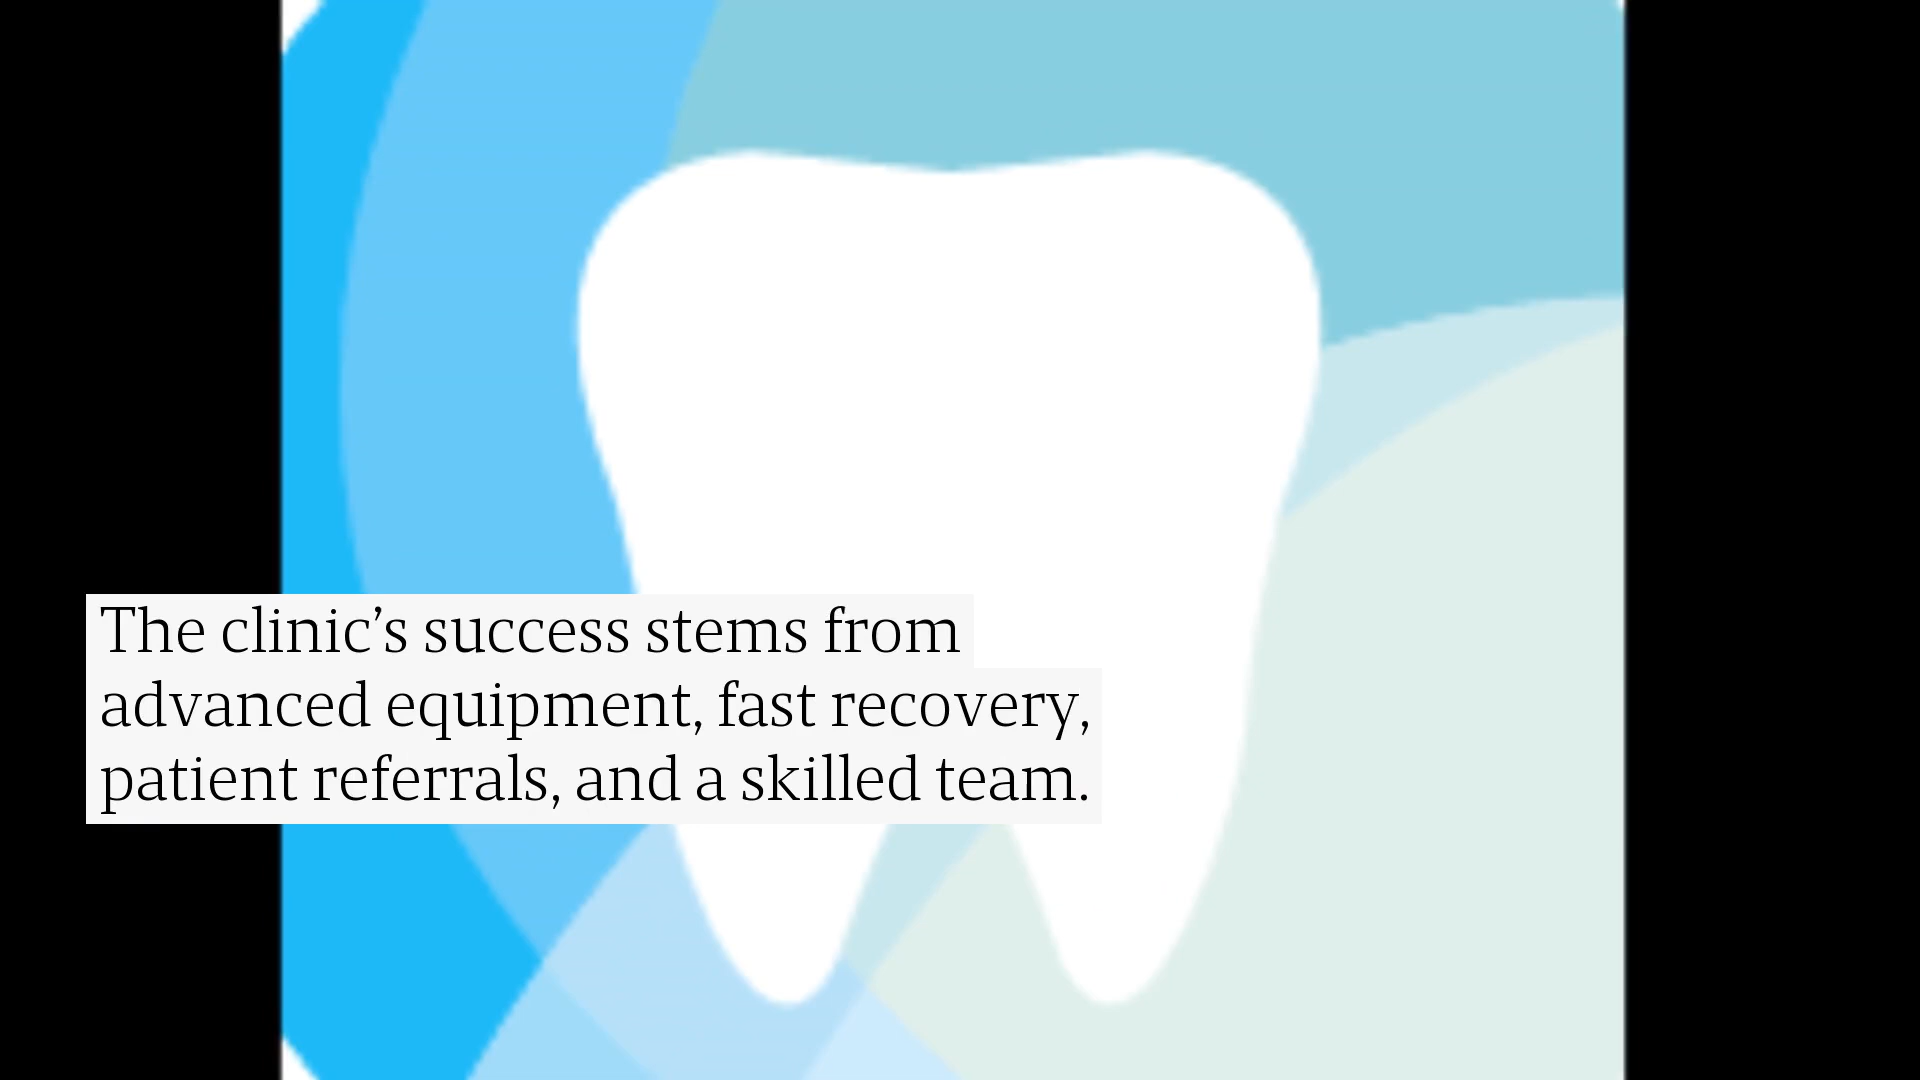 The clinic’s success stems from
advanced equipment, fast recovery,
patient referrals, and a skilled team.